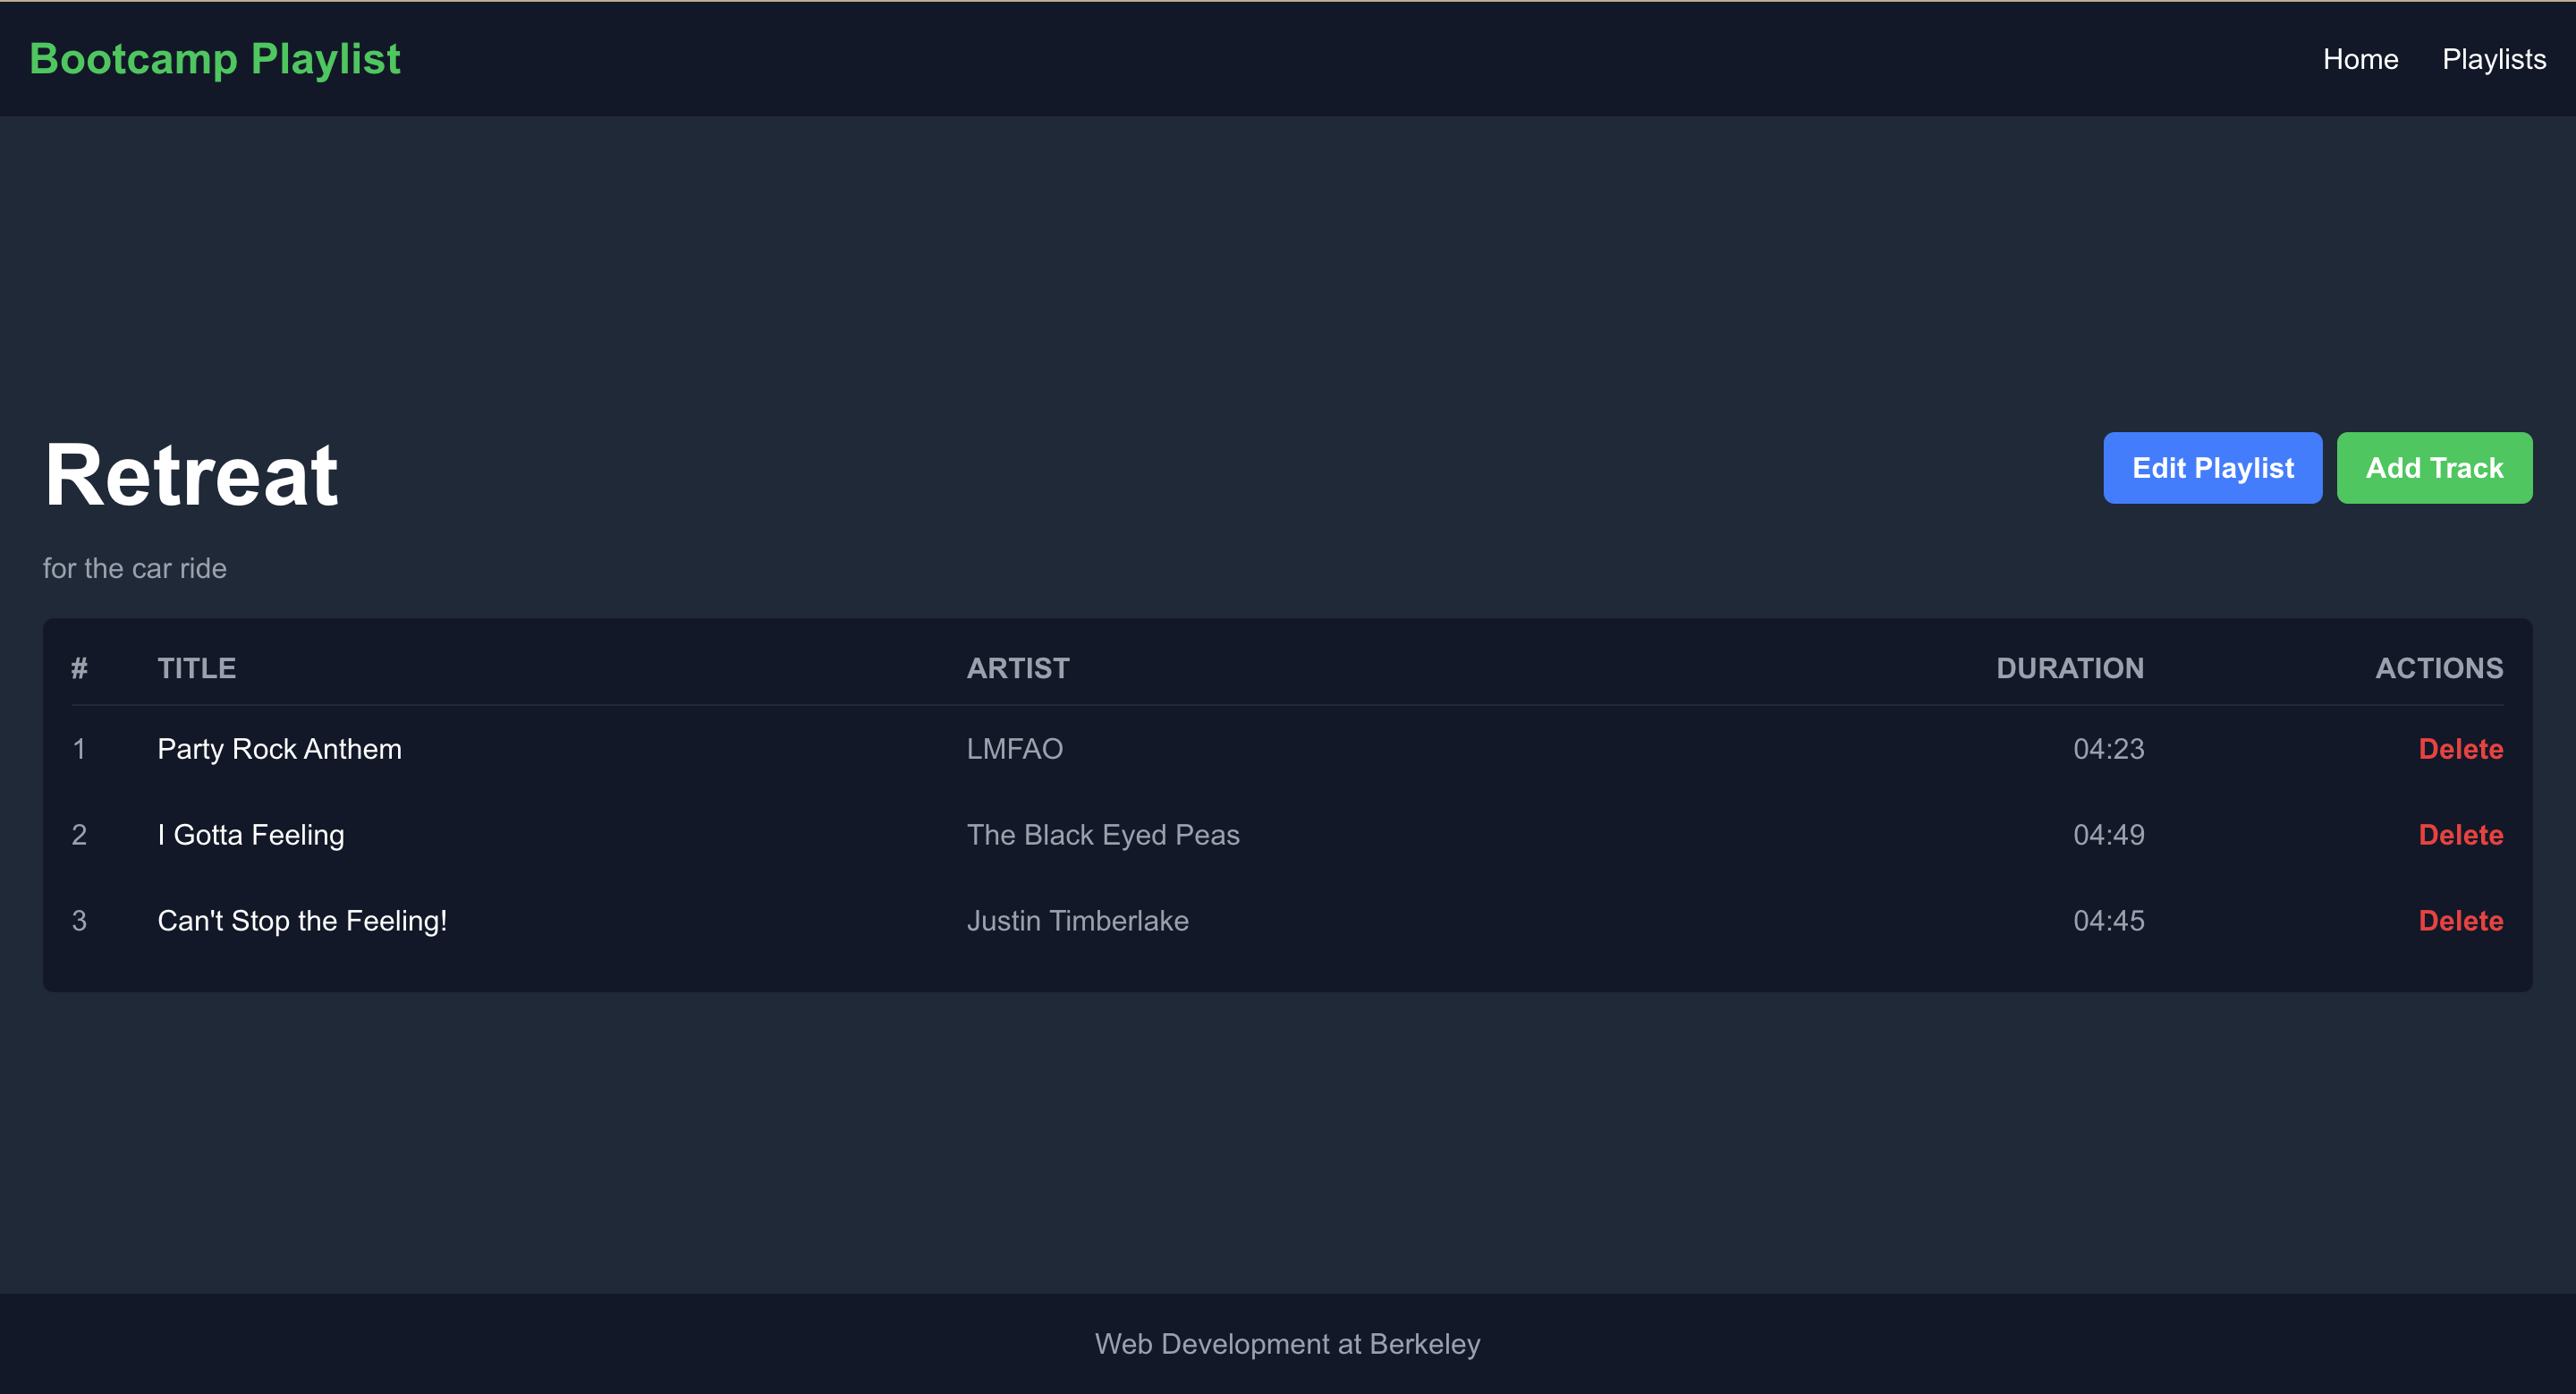 Bootcamp Playlist Home Playlists
Retreat Edit Playlist Add Track
for the car ride
# TITLE ARTIST DURATION ACTIONS
1 Party Rock Anthem LMFAO 04:23 Delete
2 I Gotta Feeling The Black Eyed Peas 04:49 Delete
3 Can't Stop the Feeling! Justin Timberlake 04:45 Delete
Web Development at Berkeley